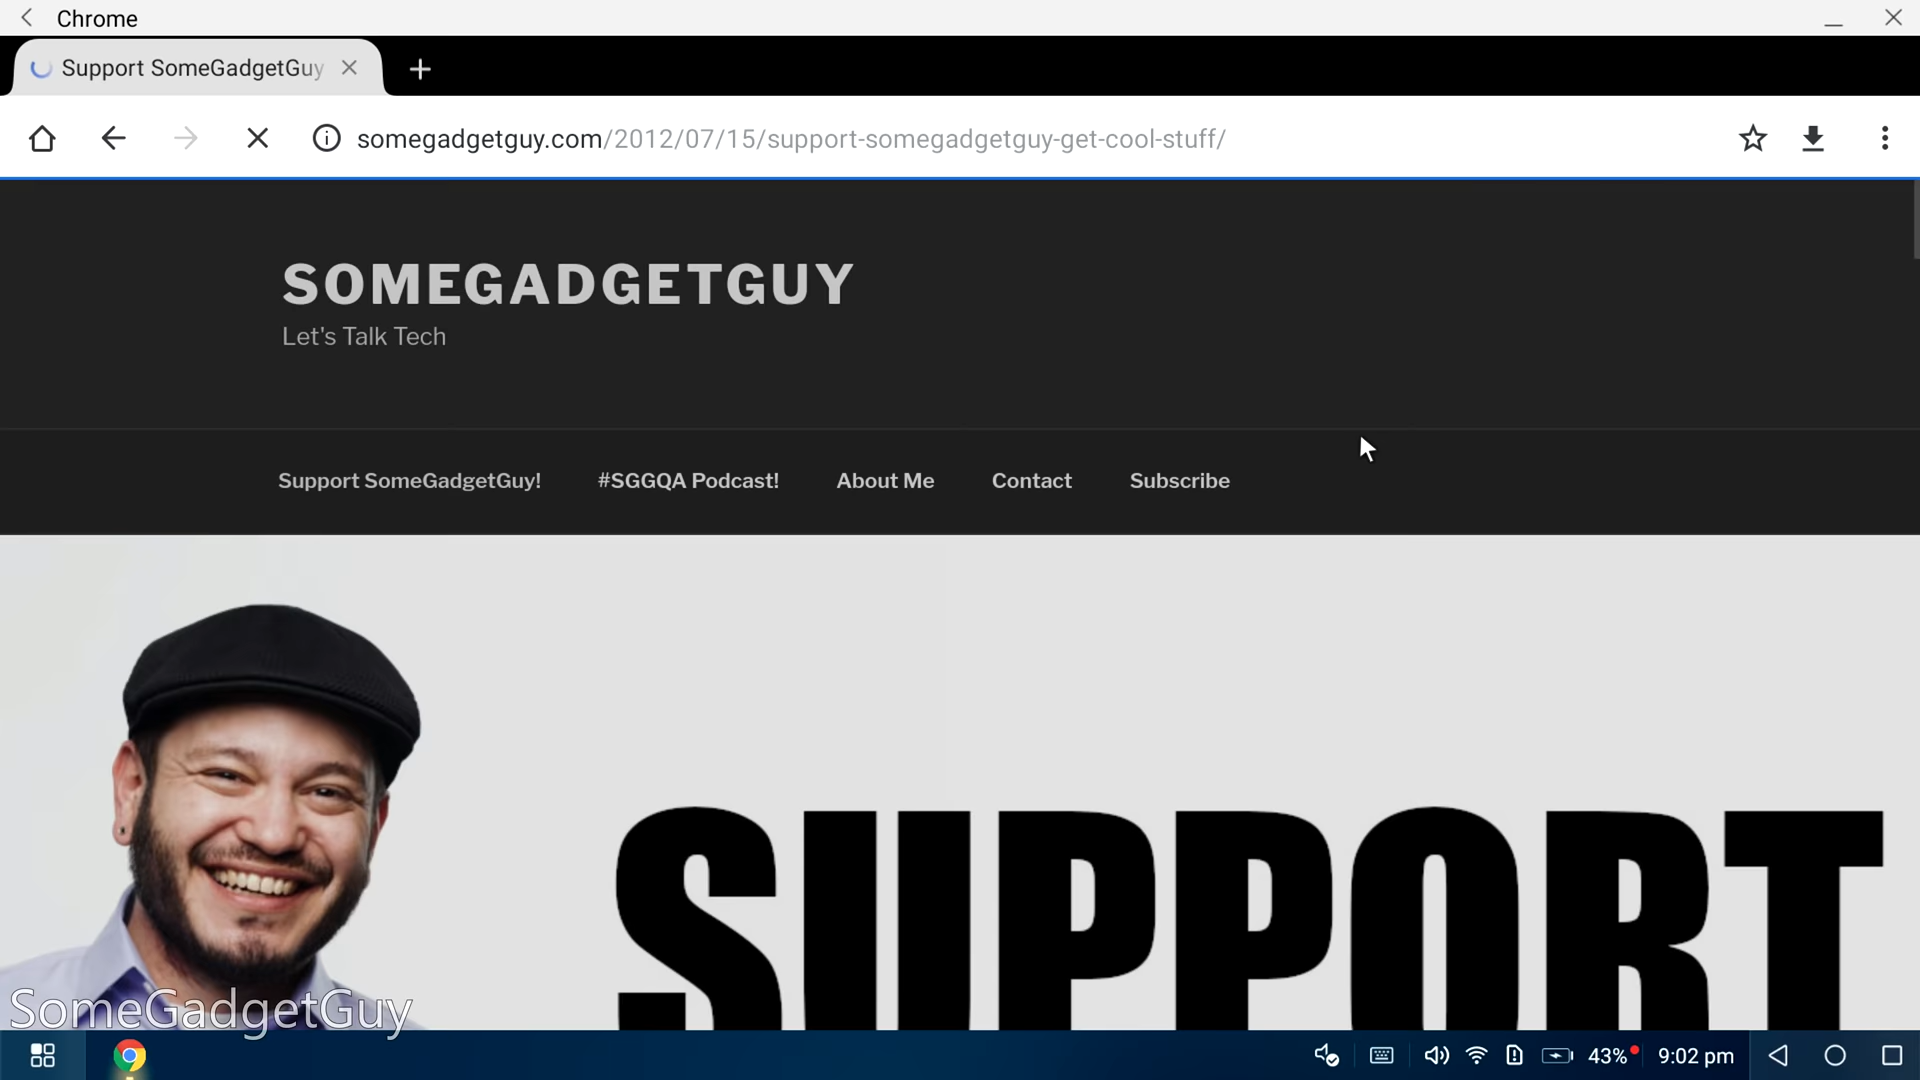 Chrome
Support SomeGadgetGuy
somegadgetguy.com/2012/07/15/support-somegadgetguy-get-cool-stuff/
SOMEGADGETGUY
Let's Talk Tech
Support SomeGadgetGuy! #SGGQA Podcast! About Me Contact Subscribe
SUPPORT
SomeGadgetGuy
43% 9:02 pm